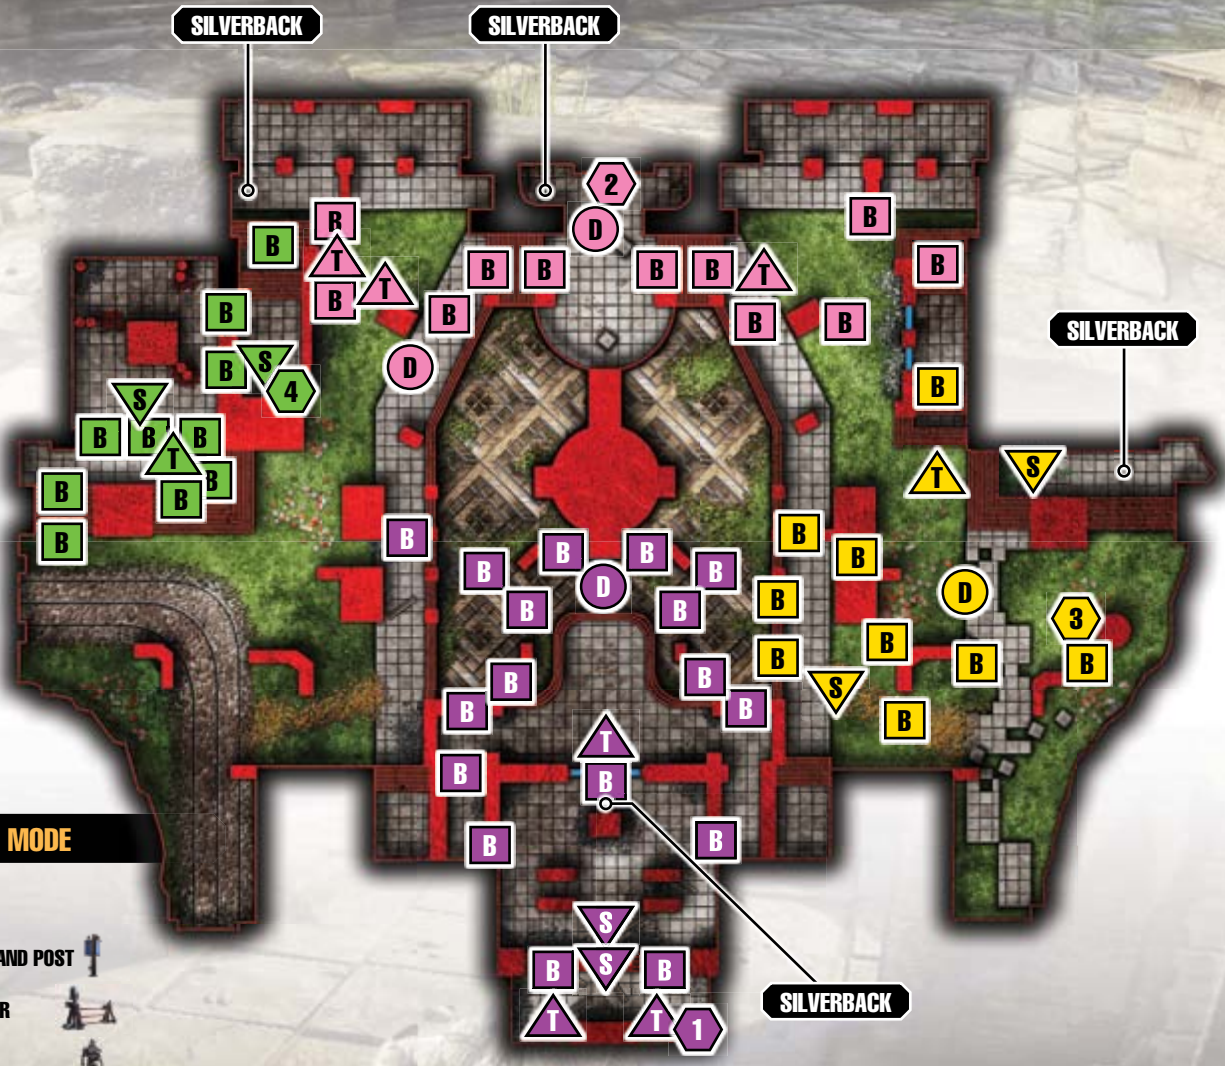 SILVERBACK SILVERBACK
2
B B D
T B B B B B T B
T
B B B B B
SILVERBACK
B S D B
4
S
B B B T S
T
B B B
B B B B B
B B D B B D
B B B B 3
B B B B B
B B S B
T
B B
MODE
B B
S
AND POST
B S B
R
T T 1
SILVERBACK